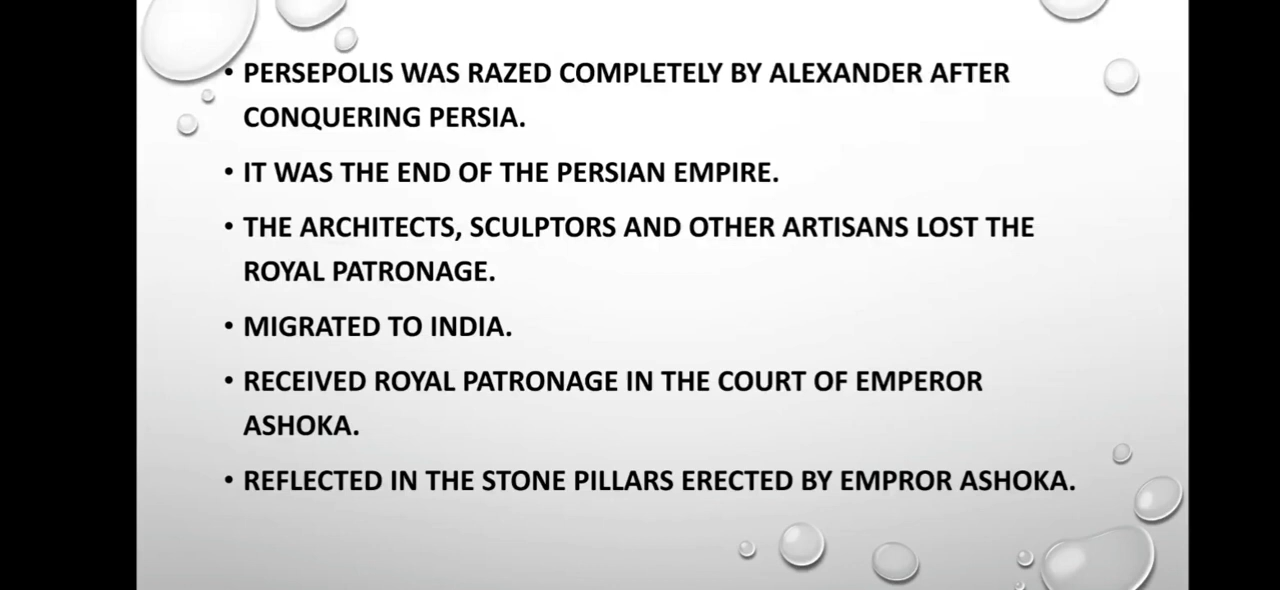 • PERSEPOLIS WAS RAZED COMPLETELY BY ALEXANDER AFTER
CONQUERING PERSIA.
• IT WAS THE END OF THE PERSIAN EMPIRE.
• THE ARCHITECTS, SCULPTORS AND OTHER ARTISANS LOST THE
ROYAL PATRONAGE.
• MIGRATED TO INDIA.
• RECEIVED ROYAL PATRONAGE IN THE COURT OF EMPEROR
ASHOKA.
• REFLECTED IN THE STONE PILLARS ERECTED BY EMPROR ASHOKA.